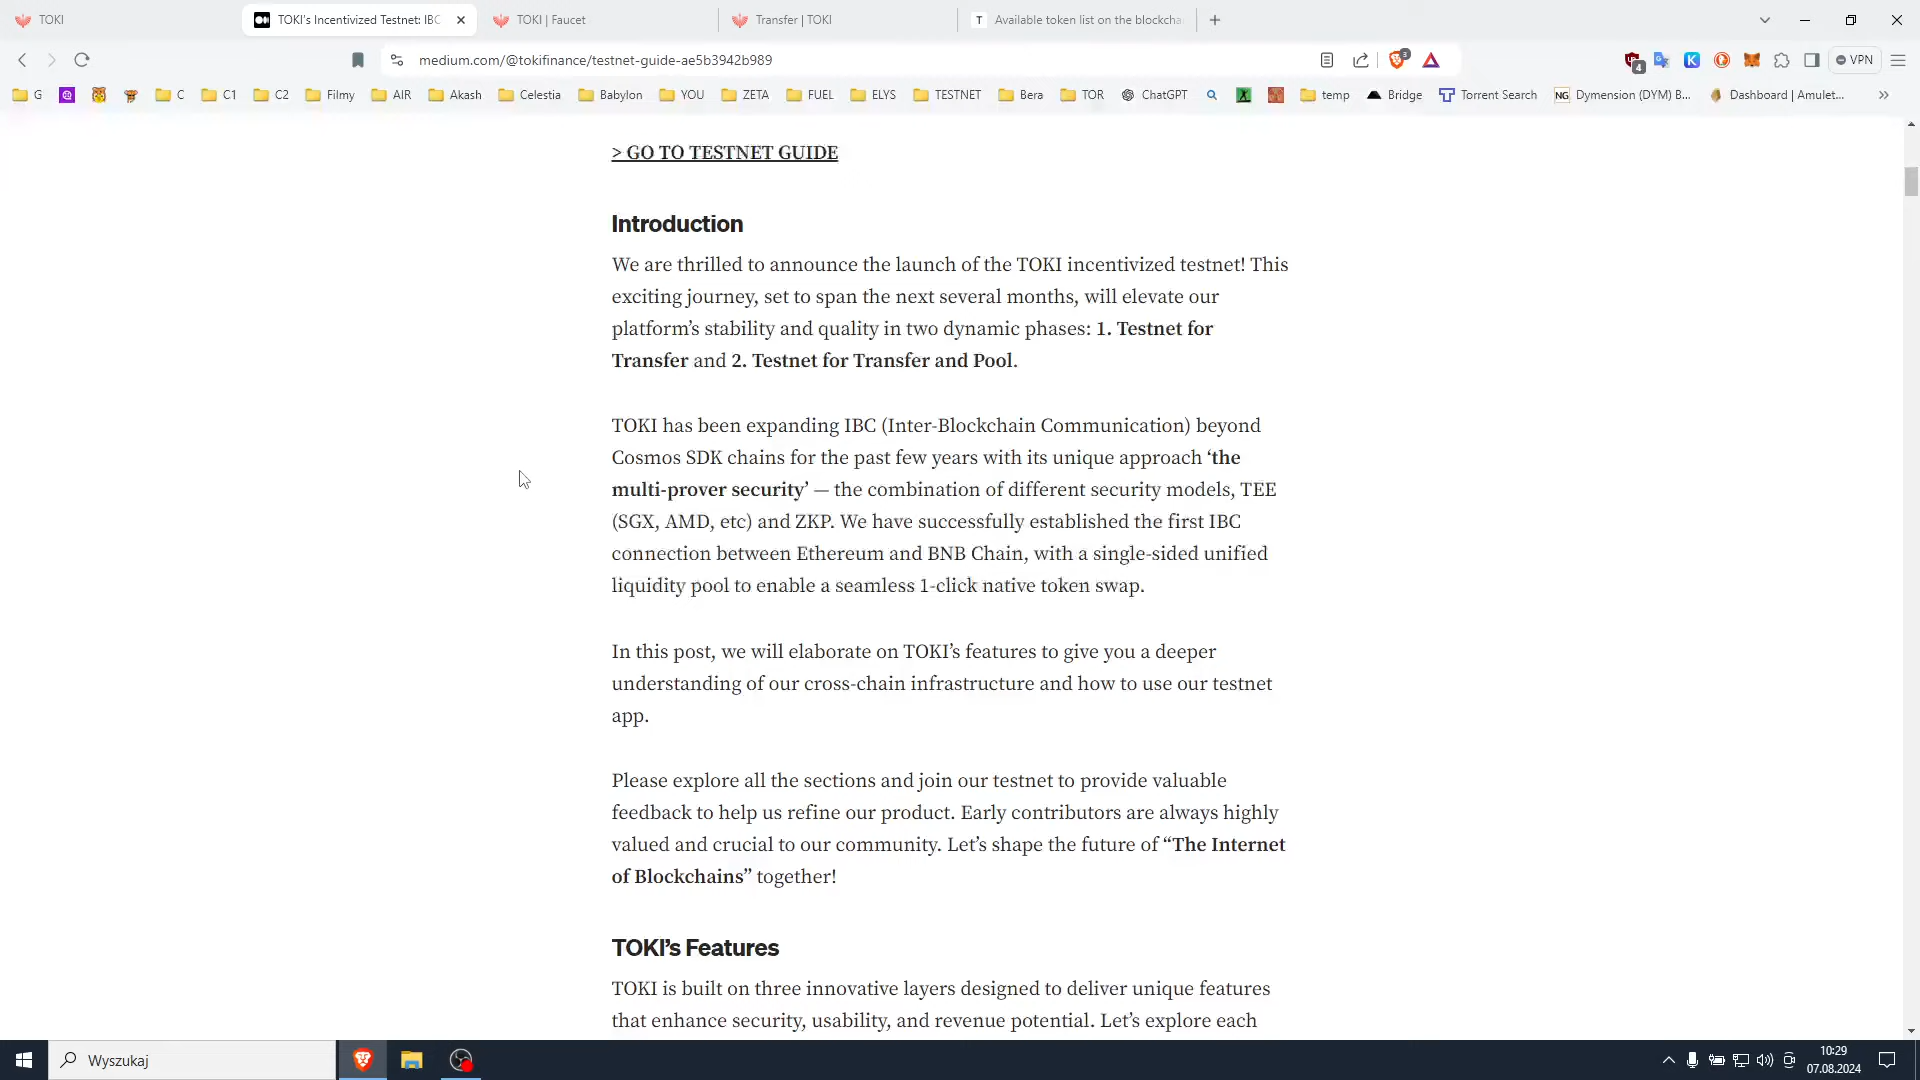 TOKI
TOKI's Incentivized Testnet: IBC
TOKI | Faucet
Transfer | TOKI
T Available token list on the blockcha
medium.com/@tokifinance/testnet-guide-ae5b3942b989
3
4
K
VPN
G
C
C1
C2
Filmy
AIR
Akash
Celestia
Babylon
YOU
ZETA
FUEL
ELYS
TESTNET
Bera
TOR
ChatGPT
temp
Bridge
Torrent Search
NG Dymension (DYM) B...
Dashboard | Amulet...
> GO TO TESTNET GUIDE
Introduction
We are thrilled to announce the launch of the TOKI incentivized testnet! This
exciting journey, set to span the next several months, will elevate our
platform’s stability and quality in two dynamic phases: 1. Testnet for
Transfer and 2. Testnet for Transfer and Pool.
TOKI has been expanding IBC (Inter-Blockchain Communication) beyond
Cosmos SDK chains for the past few years with its unique approach ‘the
multi-prover security’ — the combination of different security models, TEE
(SGX, AMD, etc) and ZKP. We have successfully established the first IBC
connection between Ethereum and BNB Chain, with a single-sided unified
liquidity pool to enable a seamless 1-click native token swap.
In this post, we will elaborate on TOKI’s features to give you a deeper
understanding of our cross-chain infrastructure and how to use our testnet
app.
Please explore all the sections and join our testnet to provide valuable
feedback to help us refine our product. Early contributors are always highly
valued and crucial to our community. Let’s shape the future of “The Internet
of Blockchains” together!
TOKI’s Features
TOKI is built on three innovative layers designed to deliver unique features
that enhance security, usability, and revenue potential. Let’s explore each
Wyszukaj
10:29
07.08.2024